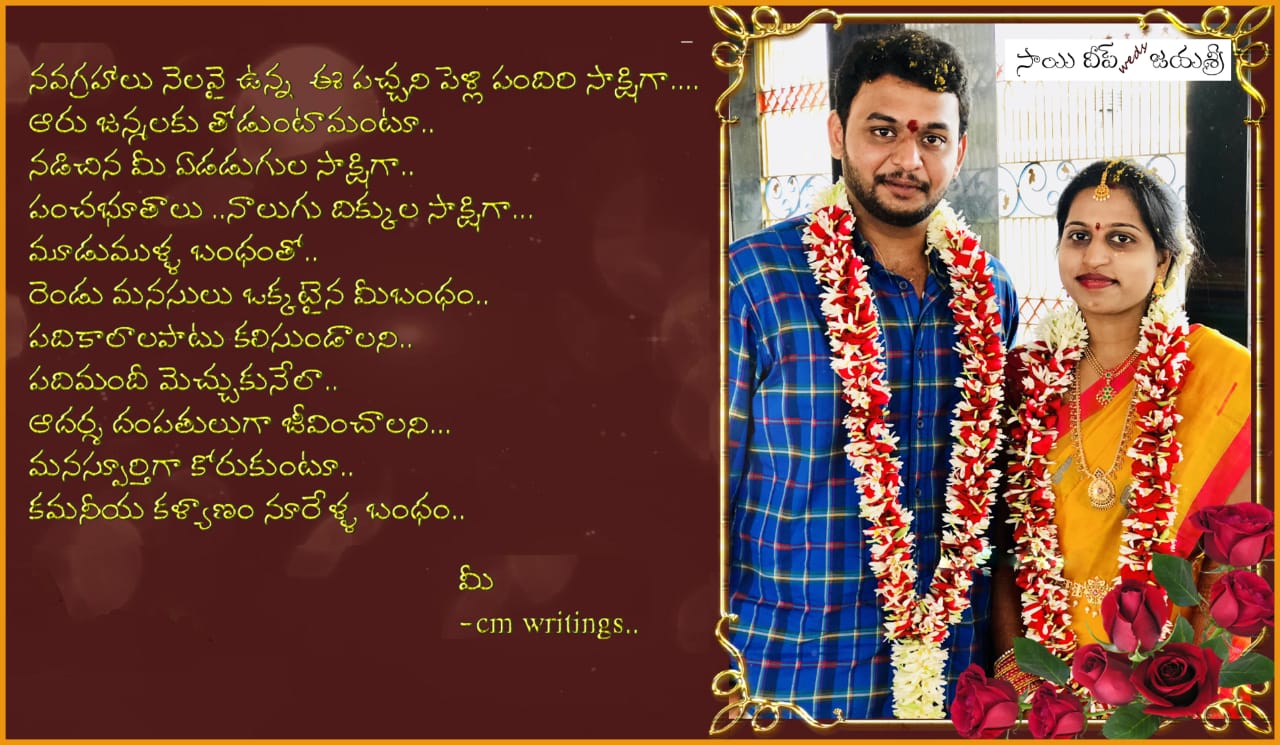 నవగ్రహాలు నెలవై ఉన్న ఈ పచ్చని పెళ్లి పందిరి సాక్షిగా....
ఆరు జన్మలకు తోడుంటామంటూ..
నడిచిన మీ ఏడడుగుల సాక్షిగా..
పంచభూతాలు ..నాలుగు దిక్కుల సాక్షిగా...
మూడుముళ్ళ బంధంతో..
రెండు మనసులు ఒక్కటైన మీబంధం..
పదికాలాలపాటు కలిసుండాలని..
పదిమందీ మెచ్చుకునేలా..
ఆదర్శ దంపతులుగా జీవించాలని...
మనస్ఫూర్తిగా కోరుకుంటూ..
కమనీయ కళ్యాణం నూరేళ్ళ బంధం..
మీ
-cm writings..
సాయి దీప్ weds జయశ్రీ